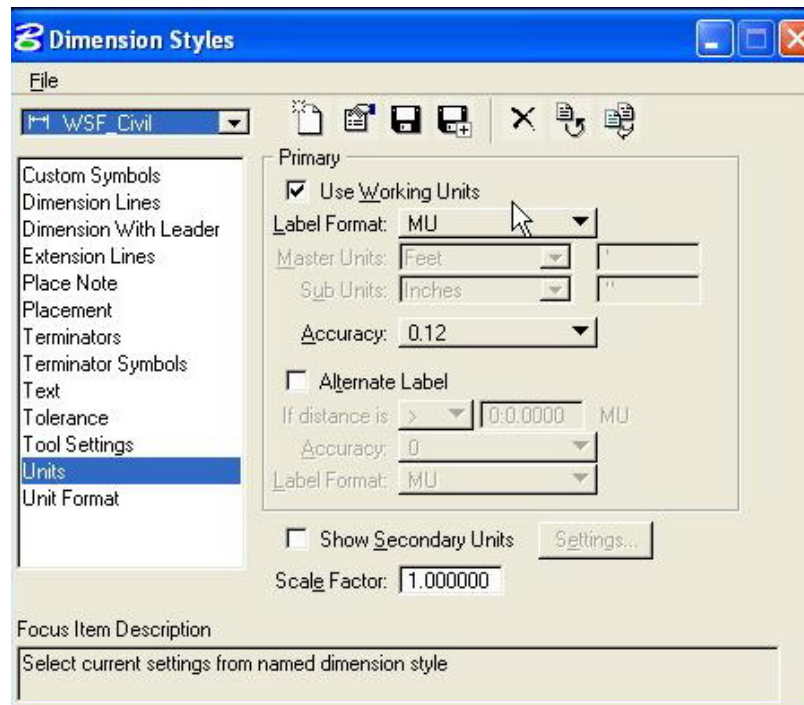 Dimension Styles
File
WSF_Civil
Custom Symbols
Dimension Lines
Dimension With Leader
Extension Lines
Place Note
Placement
Terminators
Terminator Symbols
Text
Tolerance
Tool Settings
Units
Unit Format
Primary
Use Working Units
Label Format: MU
Master Units: Feet '
Sub Units: Inches "
Accuracy: 0.12
Alternate Label
If distance is > 0:0.0000 MU
Accuracy: 0
Label Format: MU
Show Secondary Units Settings...
Scale Factor: 1.000000
Focus Item Description
Select current settings from named dimension style